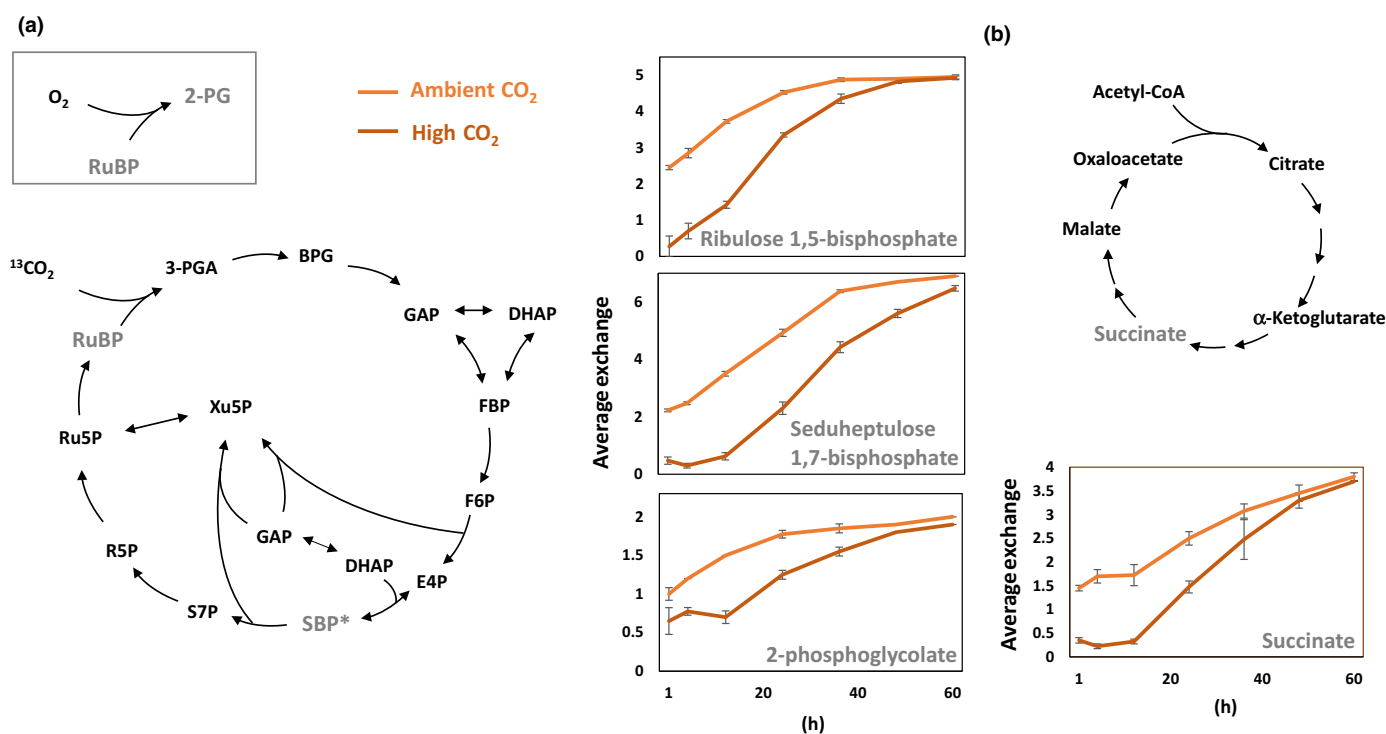 (a)
O₂
2-PG
RuBP
Ambient CO₂
High CO₂
¹³CO₂
3-PGA
BPG
GAP
DHAP
RuBP
FBP
Xu5P
Ru5P
F6P
GAP
R5P
DHAP
E4P
S7P
SBP*
Average exchange
5
4
3
2
1
0
Ribulose 1,5-bisphosphate
6
4
2
0
Seduheptulose
1,7-bisphosphate
2
1.5
1
0.5
0
2-phosphoglycolate
1
20
40
60
(h)
(b)
Acetyl-CoA
Oxaloacetate
Citrate
Malate
α-Ketoglutarate
Succinate
Average exchange
4
3.5
3
2.5
2
1.5
1
0.5
0
Succinate
1
20
40
60
(h)